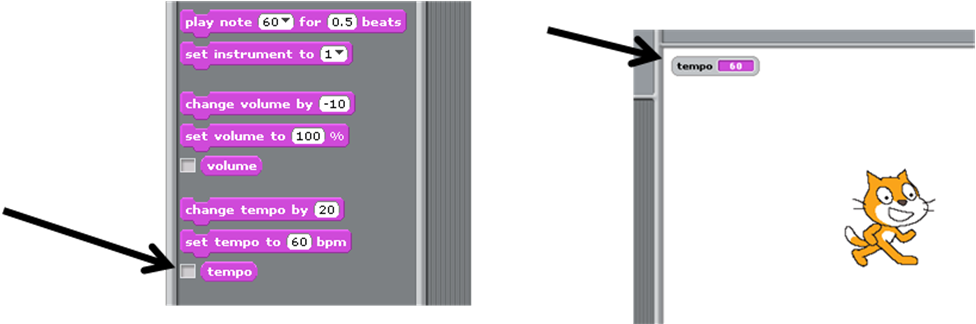 play note 60 for 0.5 beats
set instrument to 1
change volume by -10
set volume to 100 %
volume
change tempo by 20
set tempo to 60 bpm
tempo
tempo 60